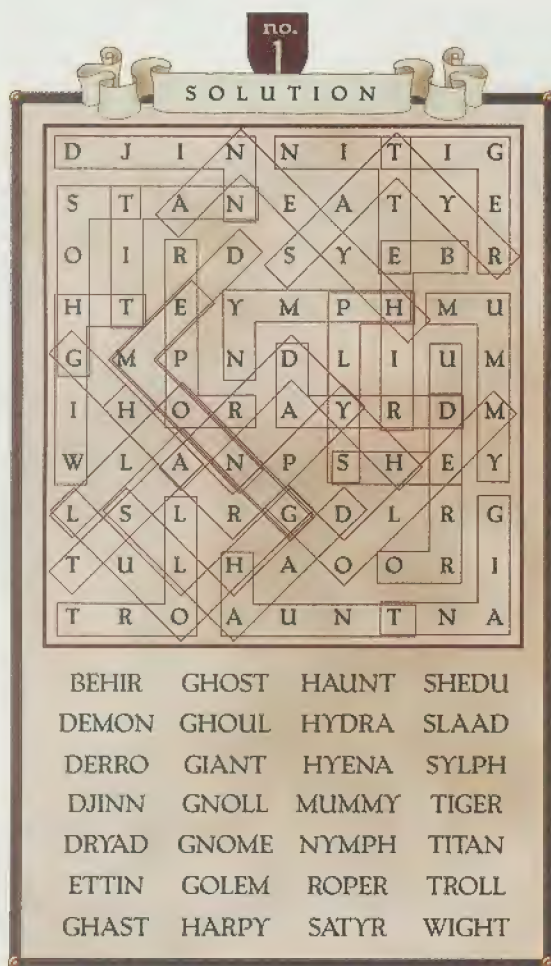 no.
1
SOLUTION
D J I N N I T I G
S T A N E A T Y E
O I R D S Y E B R
H T E Y M P H M U
G M P N D L I U M
I H O R A Y R D M
W L A N P S H E Y
L S L R G D L R G
T U L H A O O R I
T R O A U N T N A
BEHIR GHOST HAUNT SHEDU
DEMON GHOUL HYDRA SLAAD
DERRO GIANT HYENA SYLPH
DJINN GNOLL MUMMY TIGER
DRYAD GNOME NYMPH TITAN
ETTIN GOLEM ROPER TROLL
GHAST HARPY SATYR WIGHT